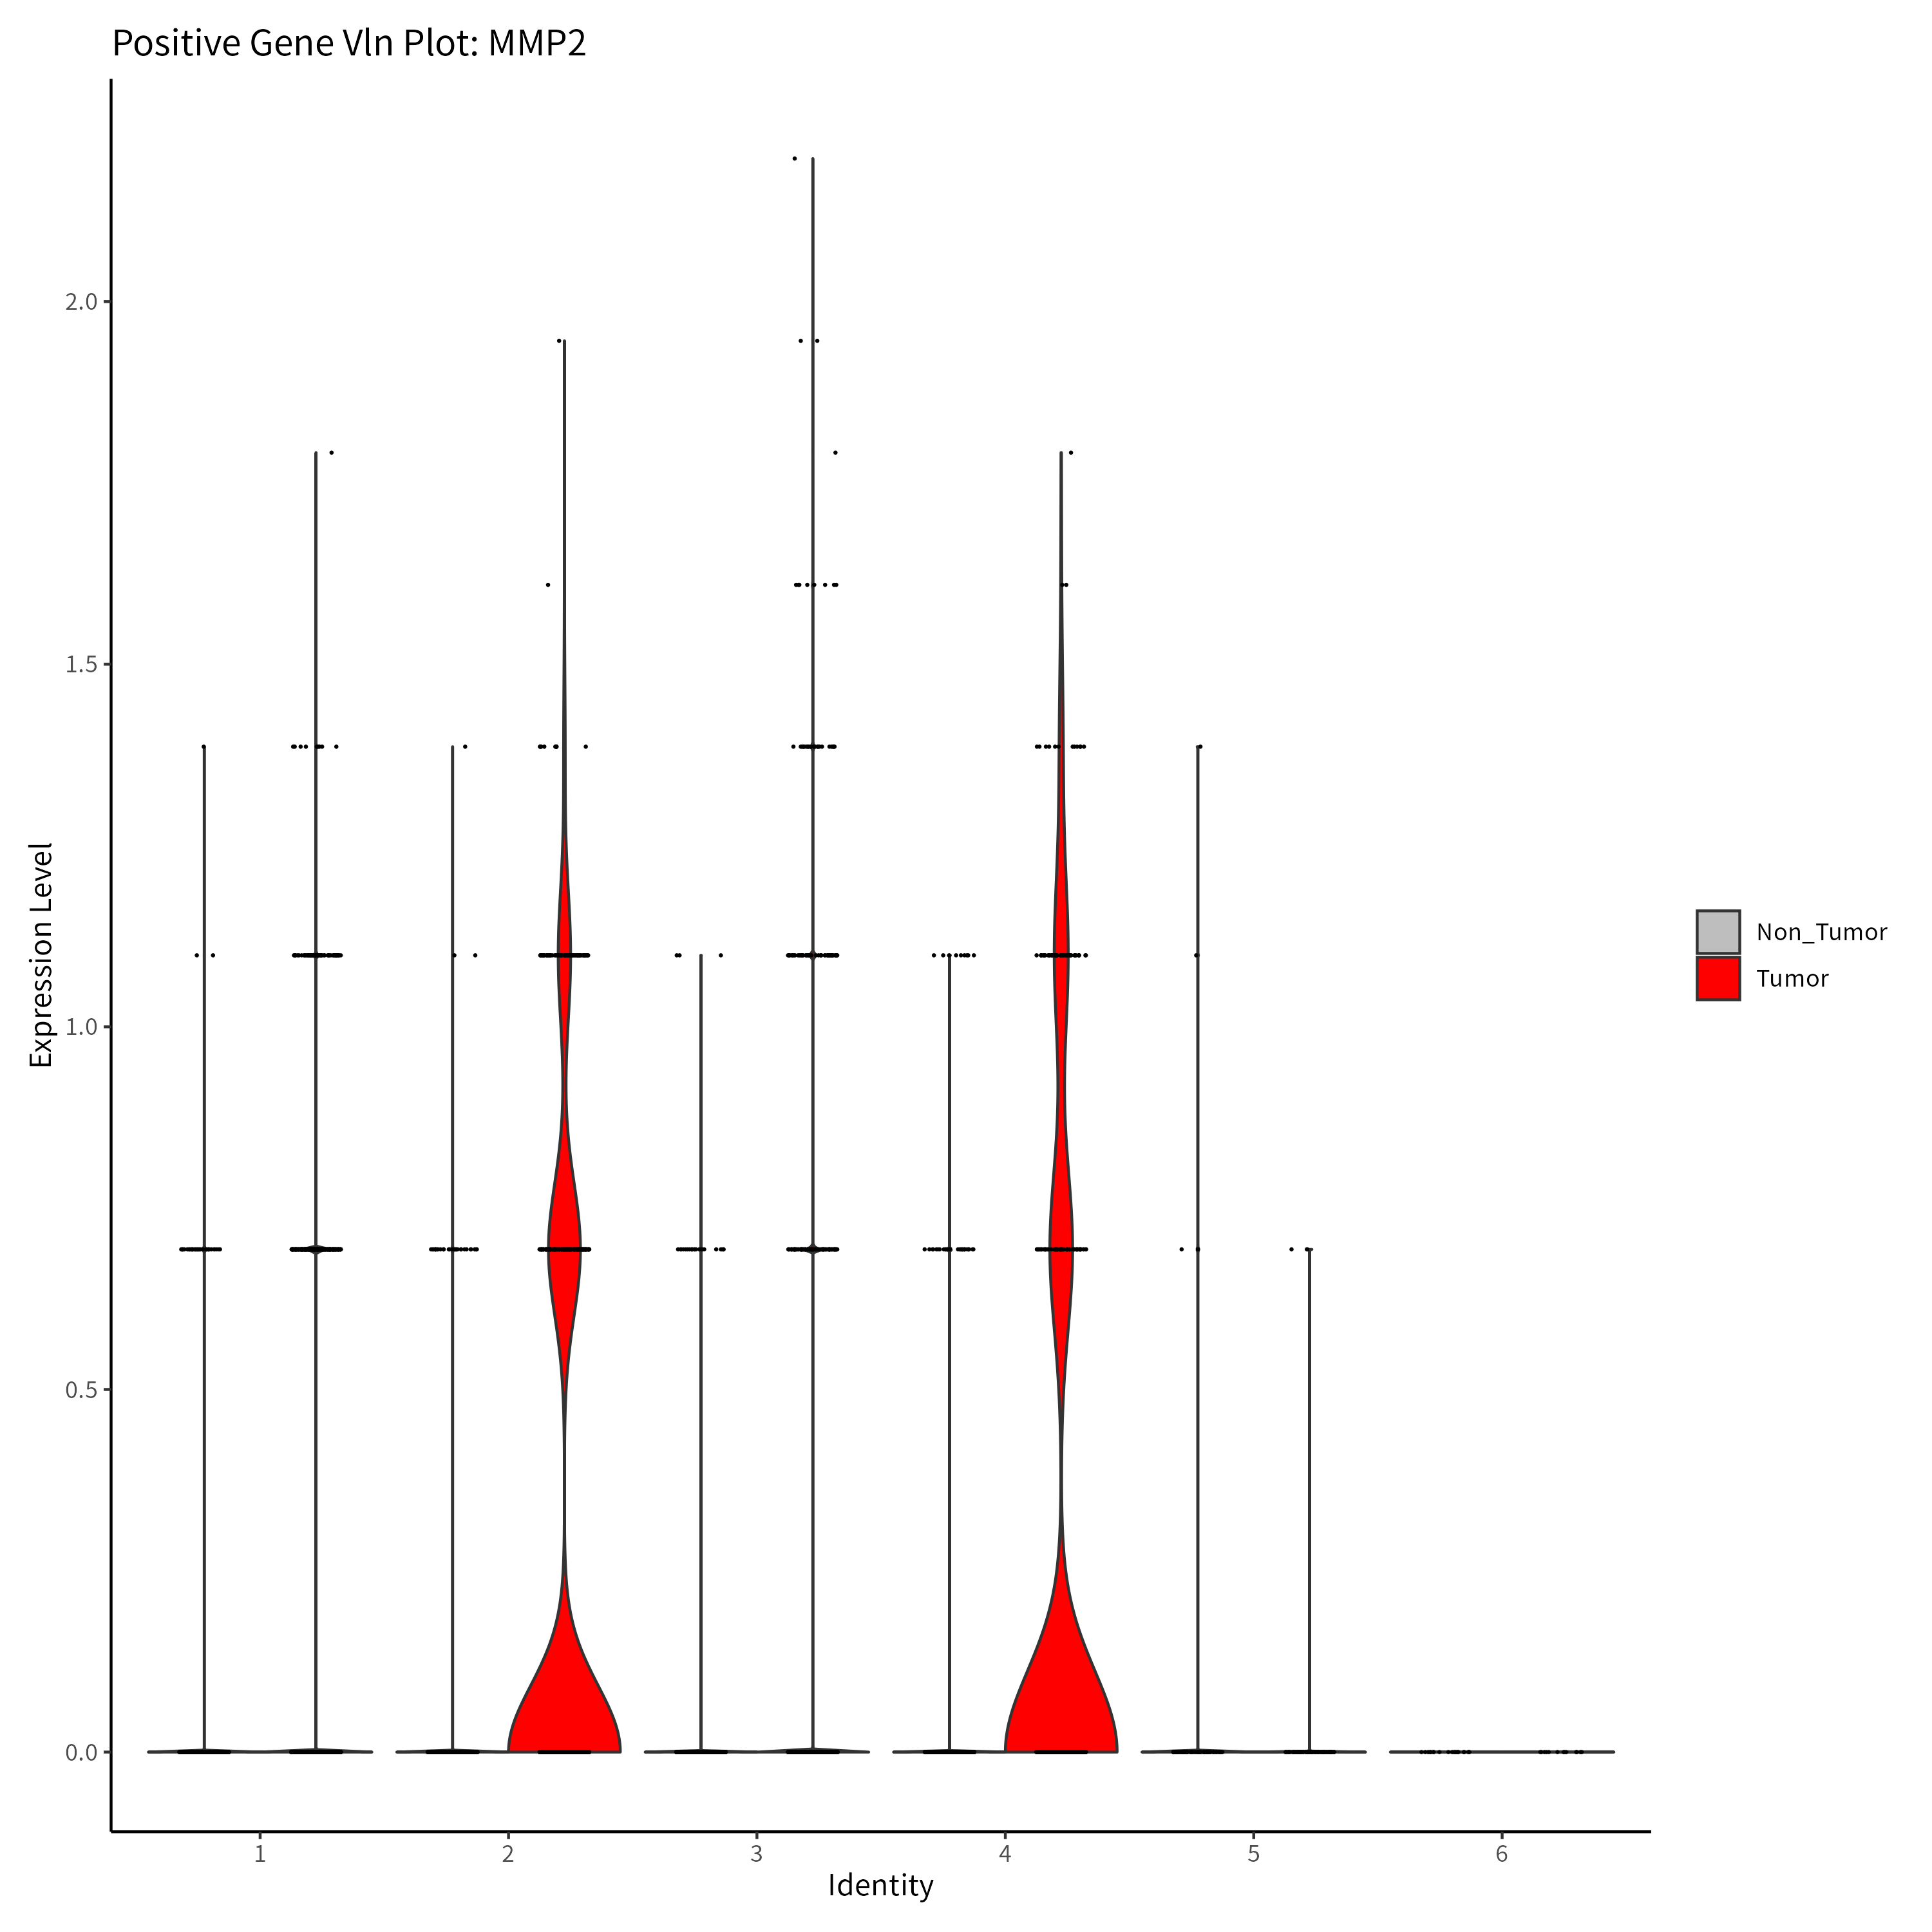 Positive Gene Vln Plot: MMP2
2.0
1.5
1.0
0.5
0.0
Expression Level
1 2 3 4 5 6
Identity
Non_Tumor
Tumor